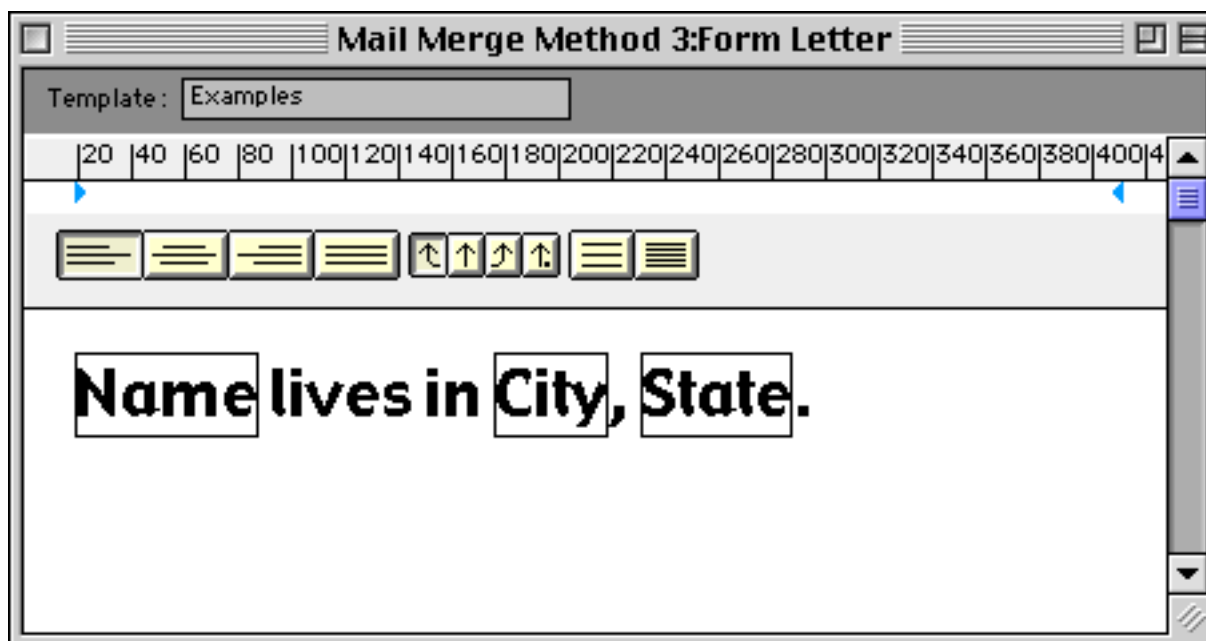 Mail Merge Method 3:Form Letter
Template: Examples
20 40 60 80 100 120 140 160 180 200 220 240 260 280 300 320 340 360 380 400 4
Name lives in City, State.